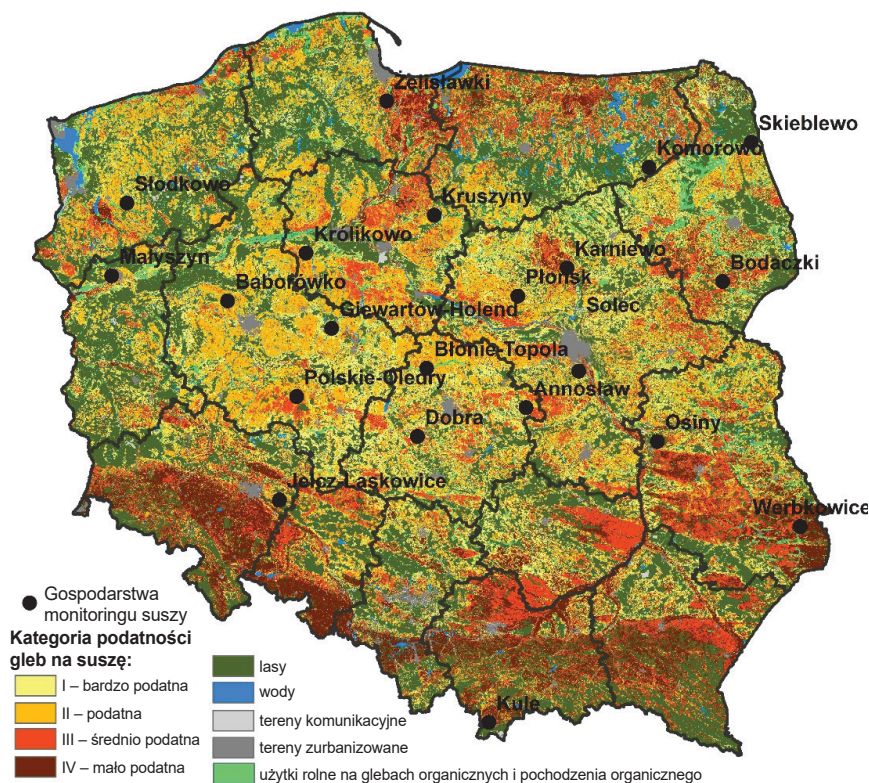 Żelisławki
Skieblewo
Komorowo
Słodkowo
Kruszyny
Królikowo
Karniewo
Małyszyn
Bodaczki
Baborówko
Płońsk
Giewartów-Holend
Solec
Błonie-Topola
Polskie-Olędry
Annosław
Dobra
Osiny
Jelcz-Laskowice
Werbkowice
Kule
Gospodarstwa
monitoringu suszy
Kategoria podatności
gleb na suszę:
I – bardzo podatna
II – podatna
III – średnio podatna
IV – mało podatna
lasy
wody
tereny komunikacyjne
tereny zurbanizowane
użytki rolne na glebach organicznych i pochodzenia organicznego